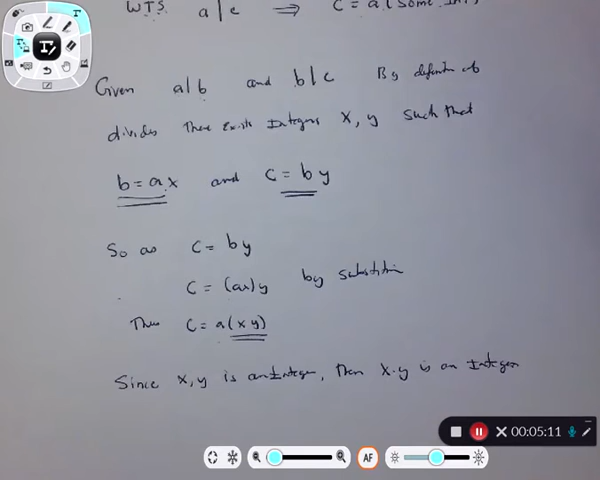 WTS a|c ⇒ c = a (some int)
Given a|b and b|c By definition of
divides There Exists Integers x, y such that
b = ax and c = by
So as c = by
c = (ax)y by substitution
Thus c = a(xy)
Since x, y is an Integer, then x·y is an Integer
00:05:11
AF